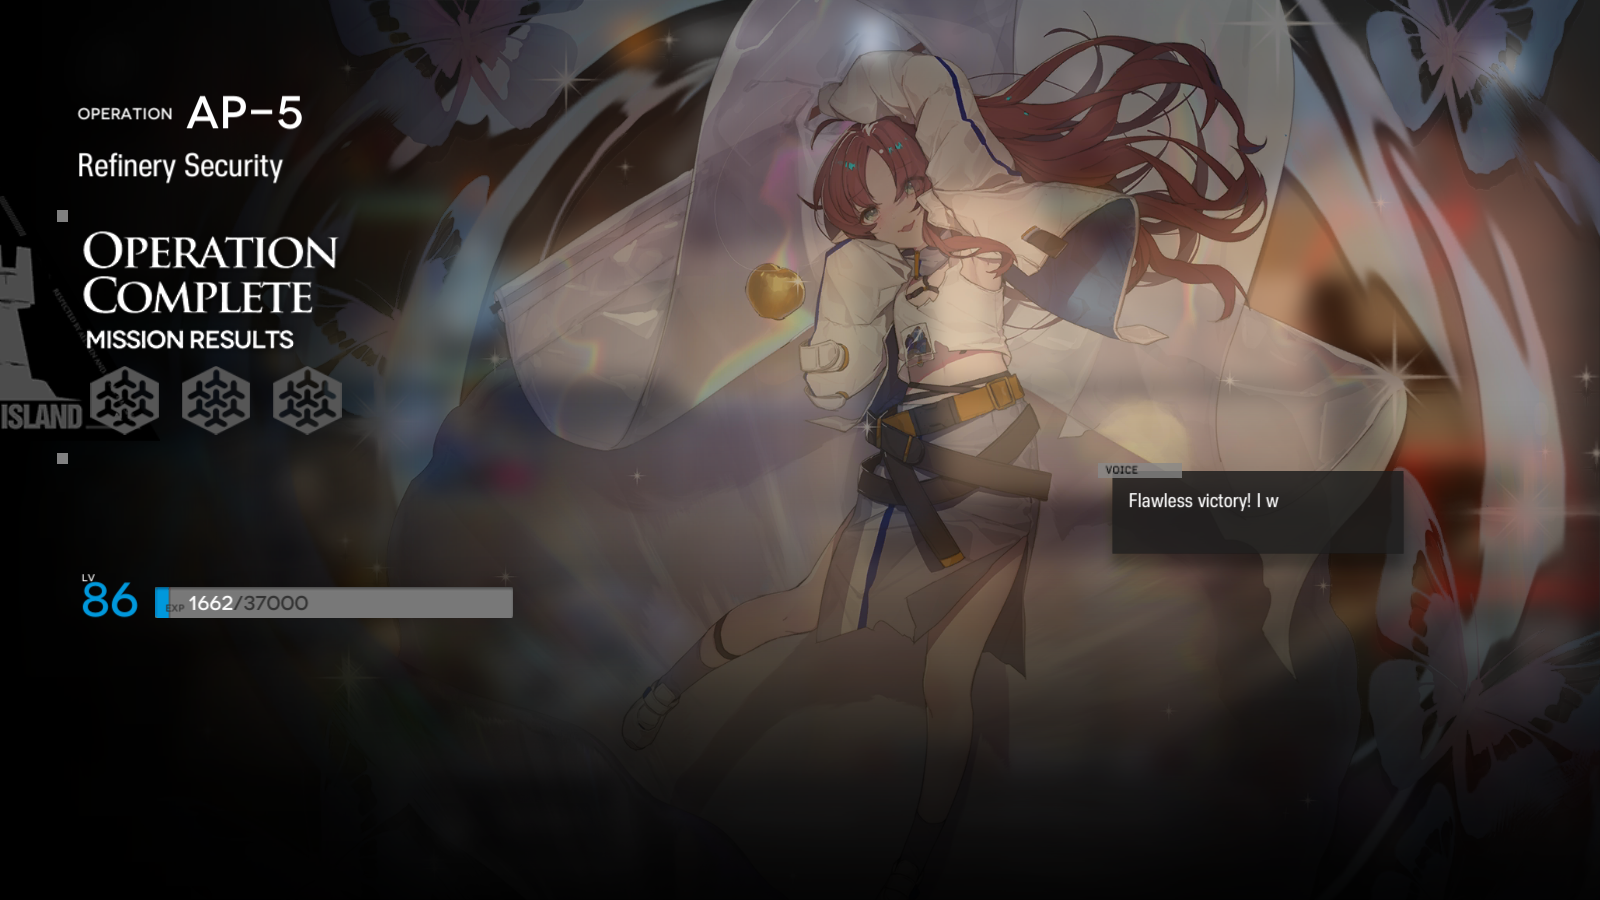 OPERATION AP-5
Refinery Security
OPERATION
COMPLETE
MISSION RESULTS
ISLAND
VOICE
Flawless victory! I w
LV
86
EXP 1662/37000